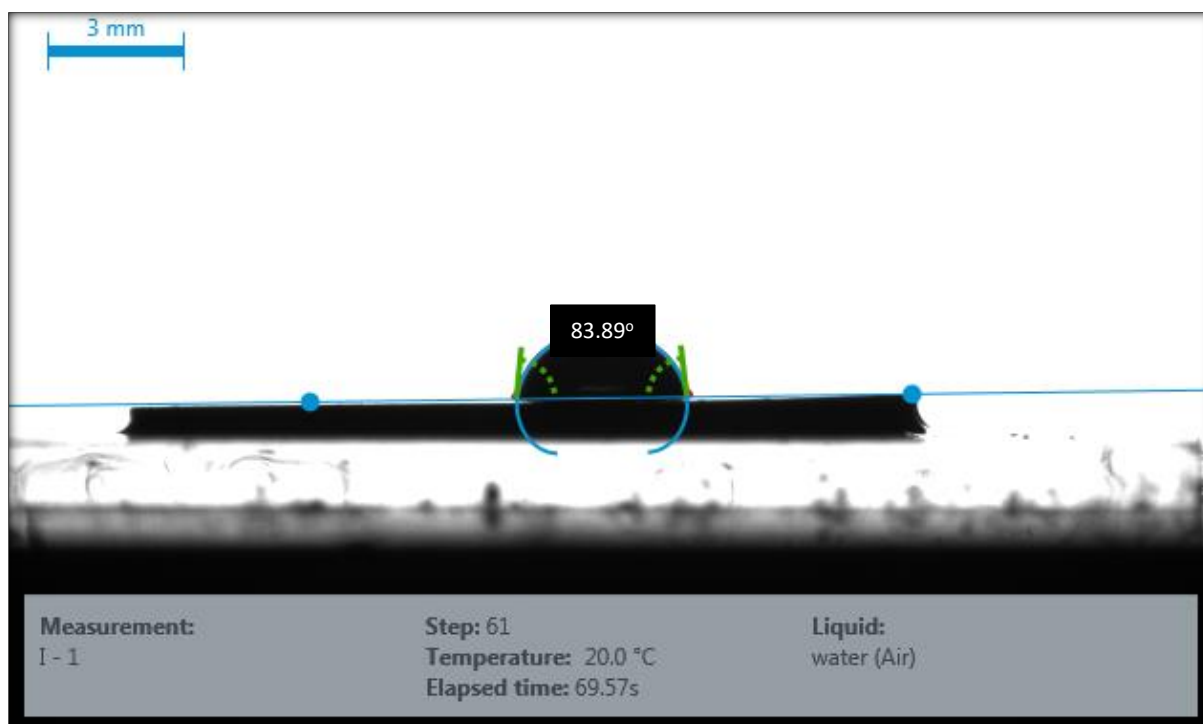 3 mm
83.89°
Measurement:
I - 1
Step: 61
Temperature: 20.0 °C
Elapsed time: 69.57s
Liquid:
water (Air)